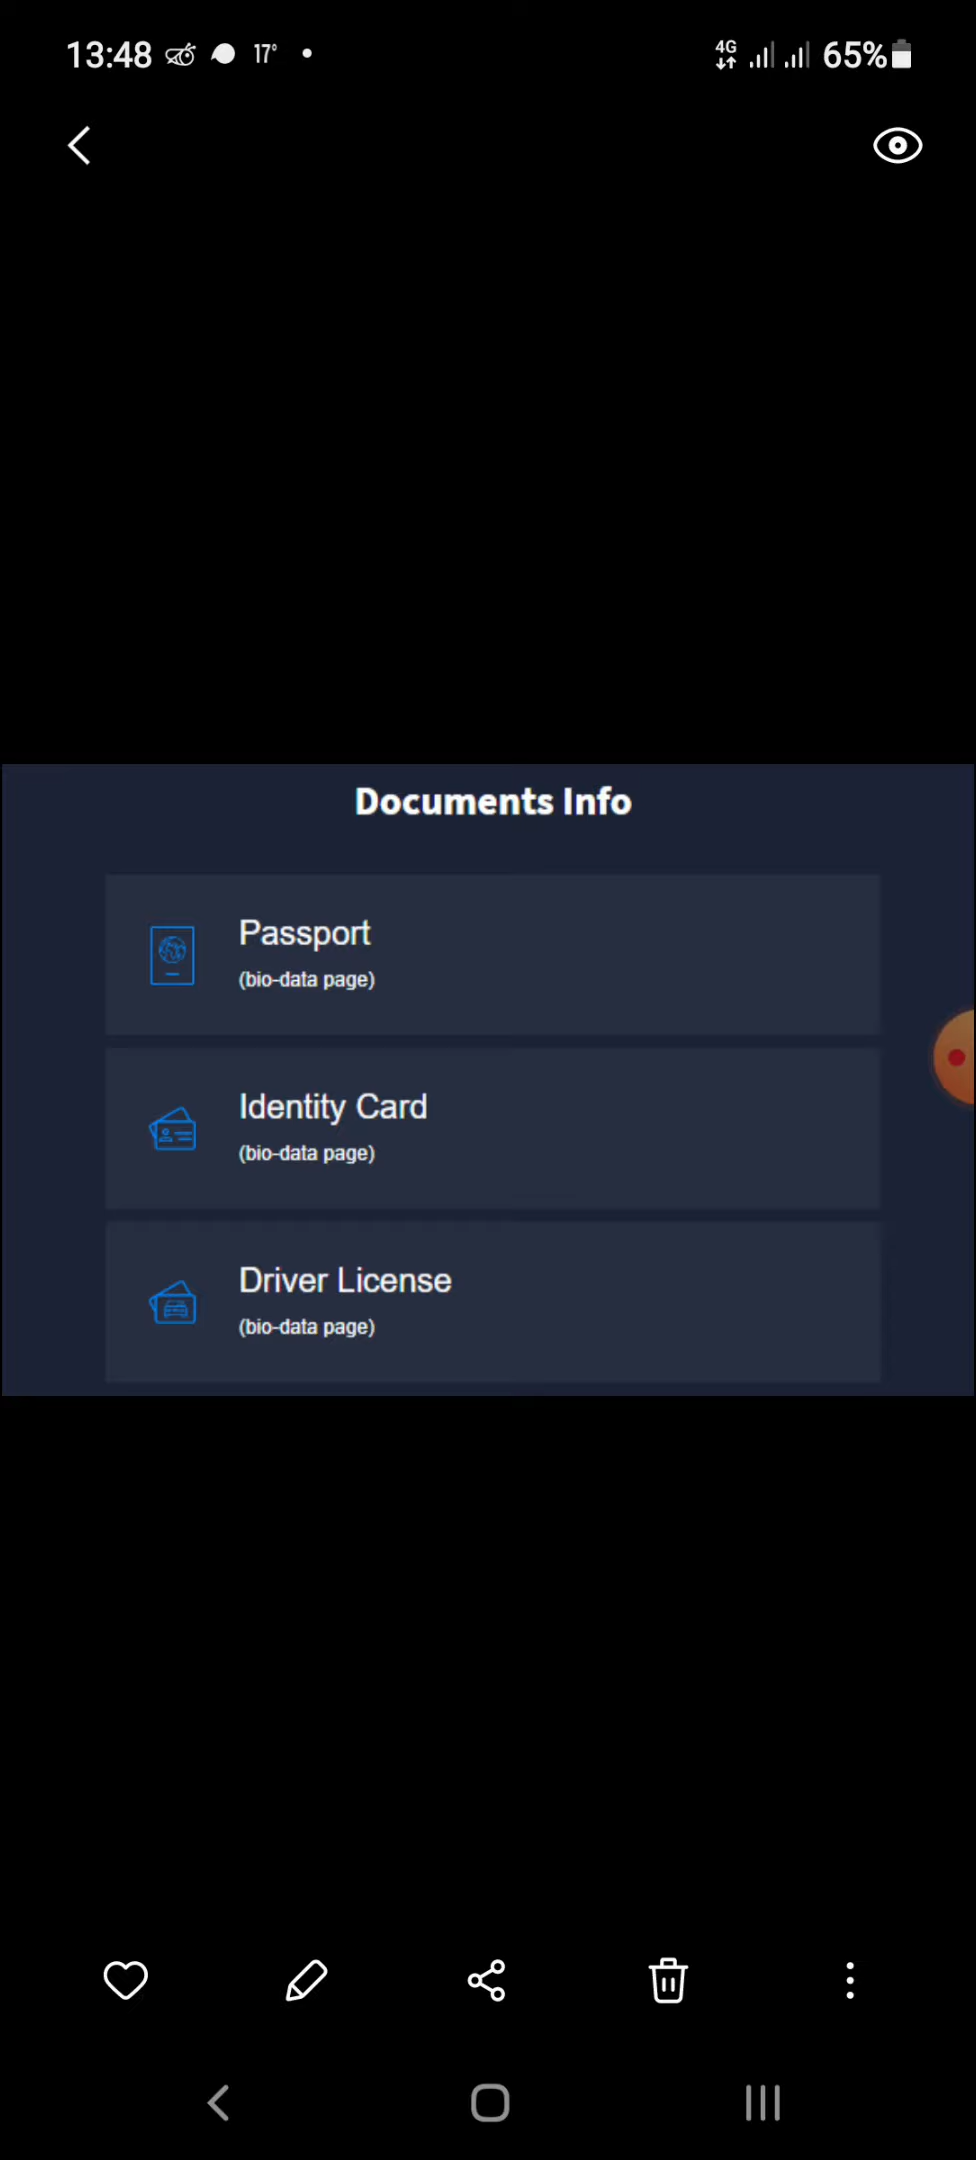 13:48 17° 4G 65%
Documents Info
Passport
(bio-data page)
Identity Card
(bio-data page)
Driver License
(bio-data page)